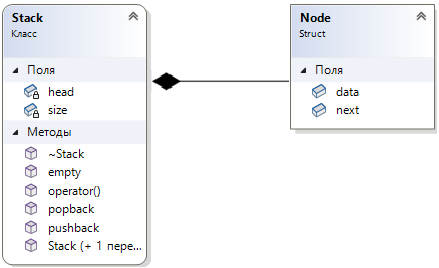 Stack
Класс
Поля
head
size
Методы
~Stack
empty
operator()
popback
pushback
Stack (+ 1 пере...
Node
Struct
Поля
data
next